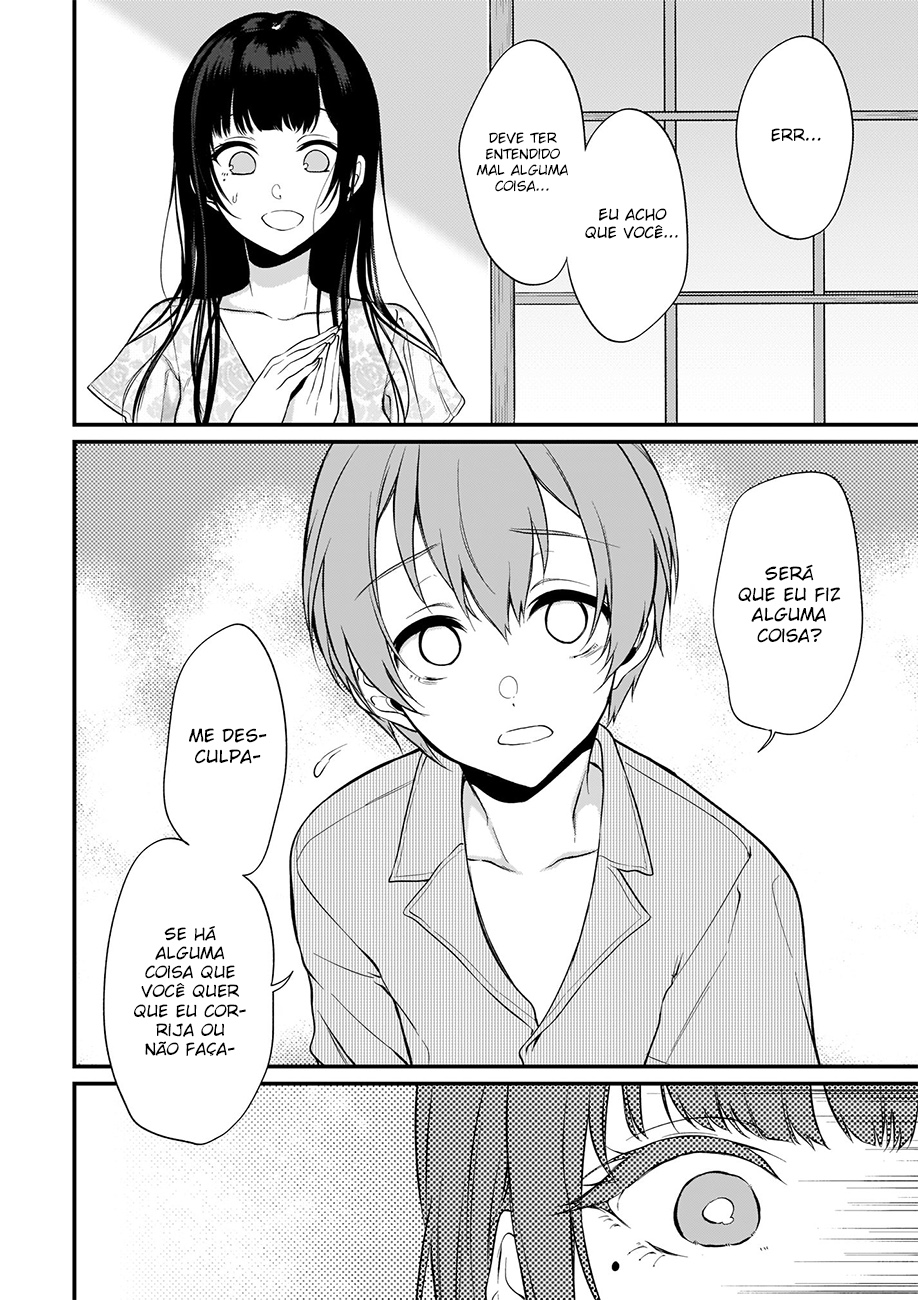 ERR...
EU ACHO
QUE VOCÊ...
DEVE TER
ENTENDIDO
MAL ALGUMA
COISA...
SERÁ
QUE EU FIZ
ALGUMA
COISA?
ME DES-
CULPA-
SE HÁ
ALGUMA
COISA QUE
VOCÊ QUER
QUE EU COR-
RIJA OU
NÃO FAÇA-